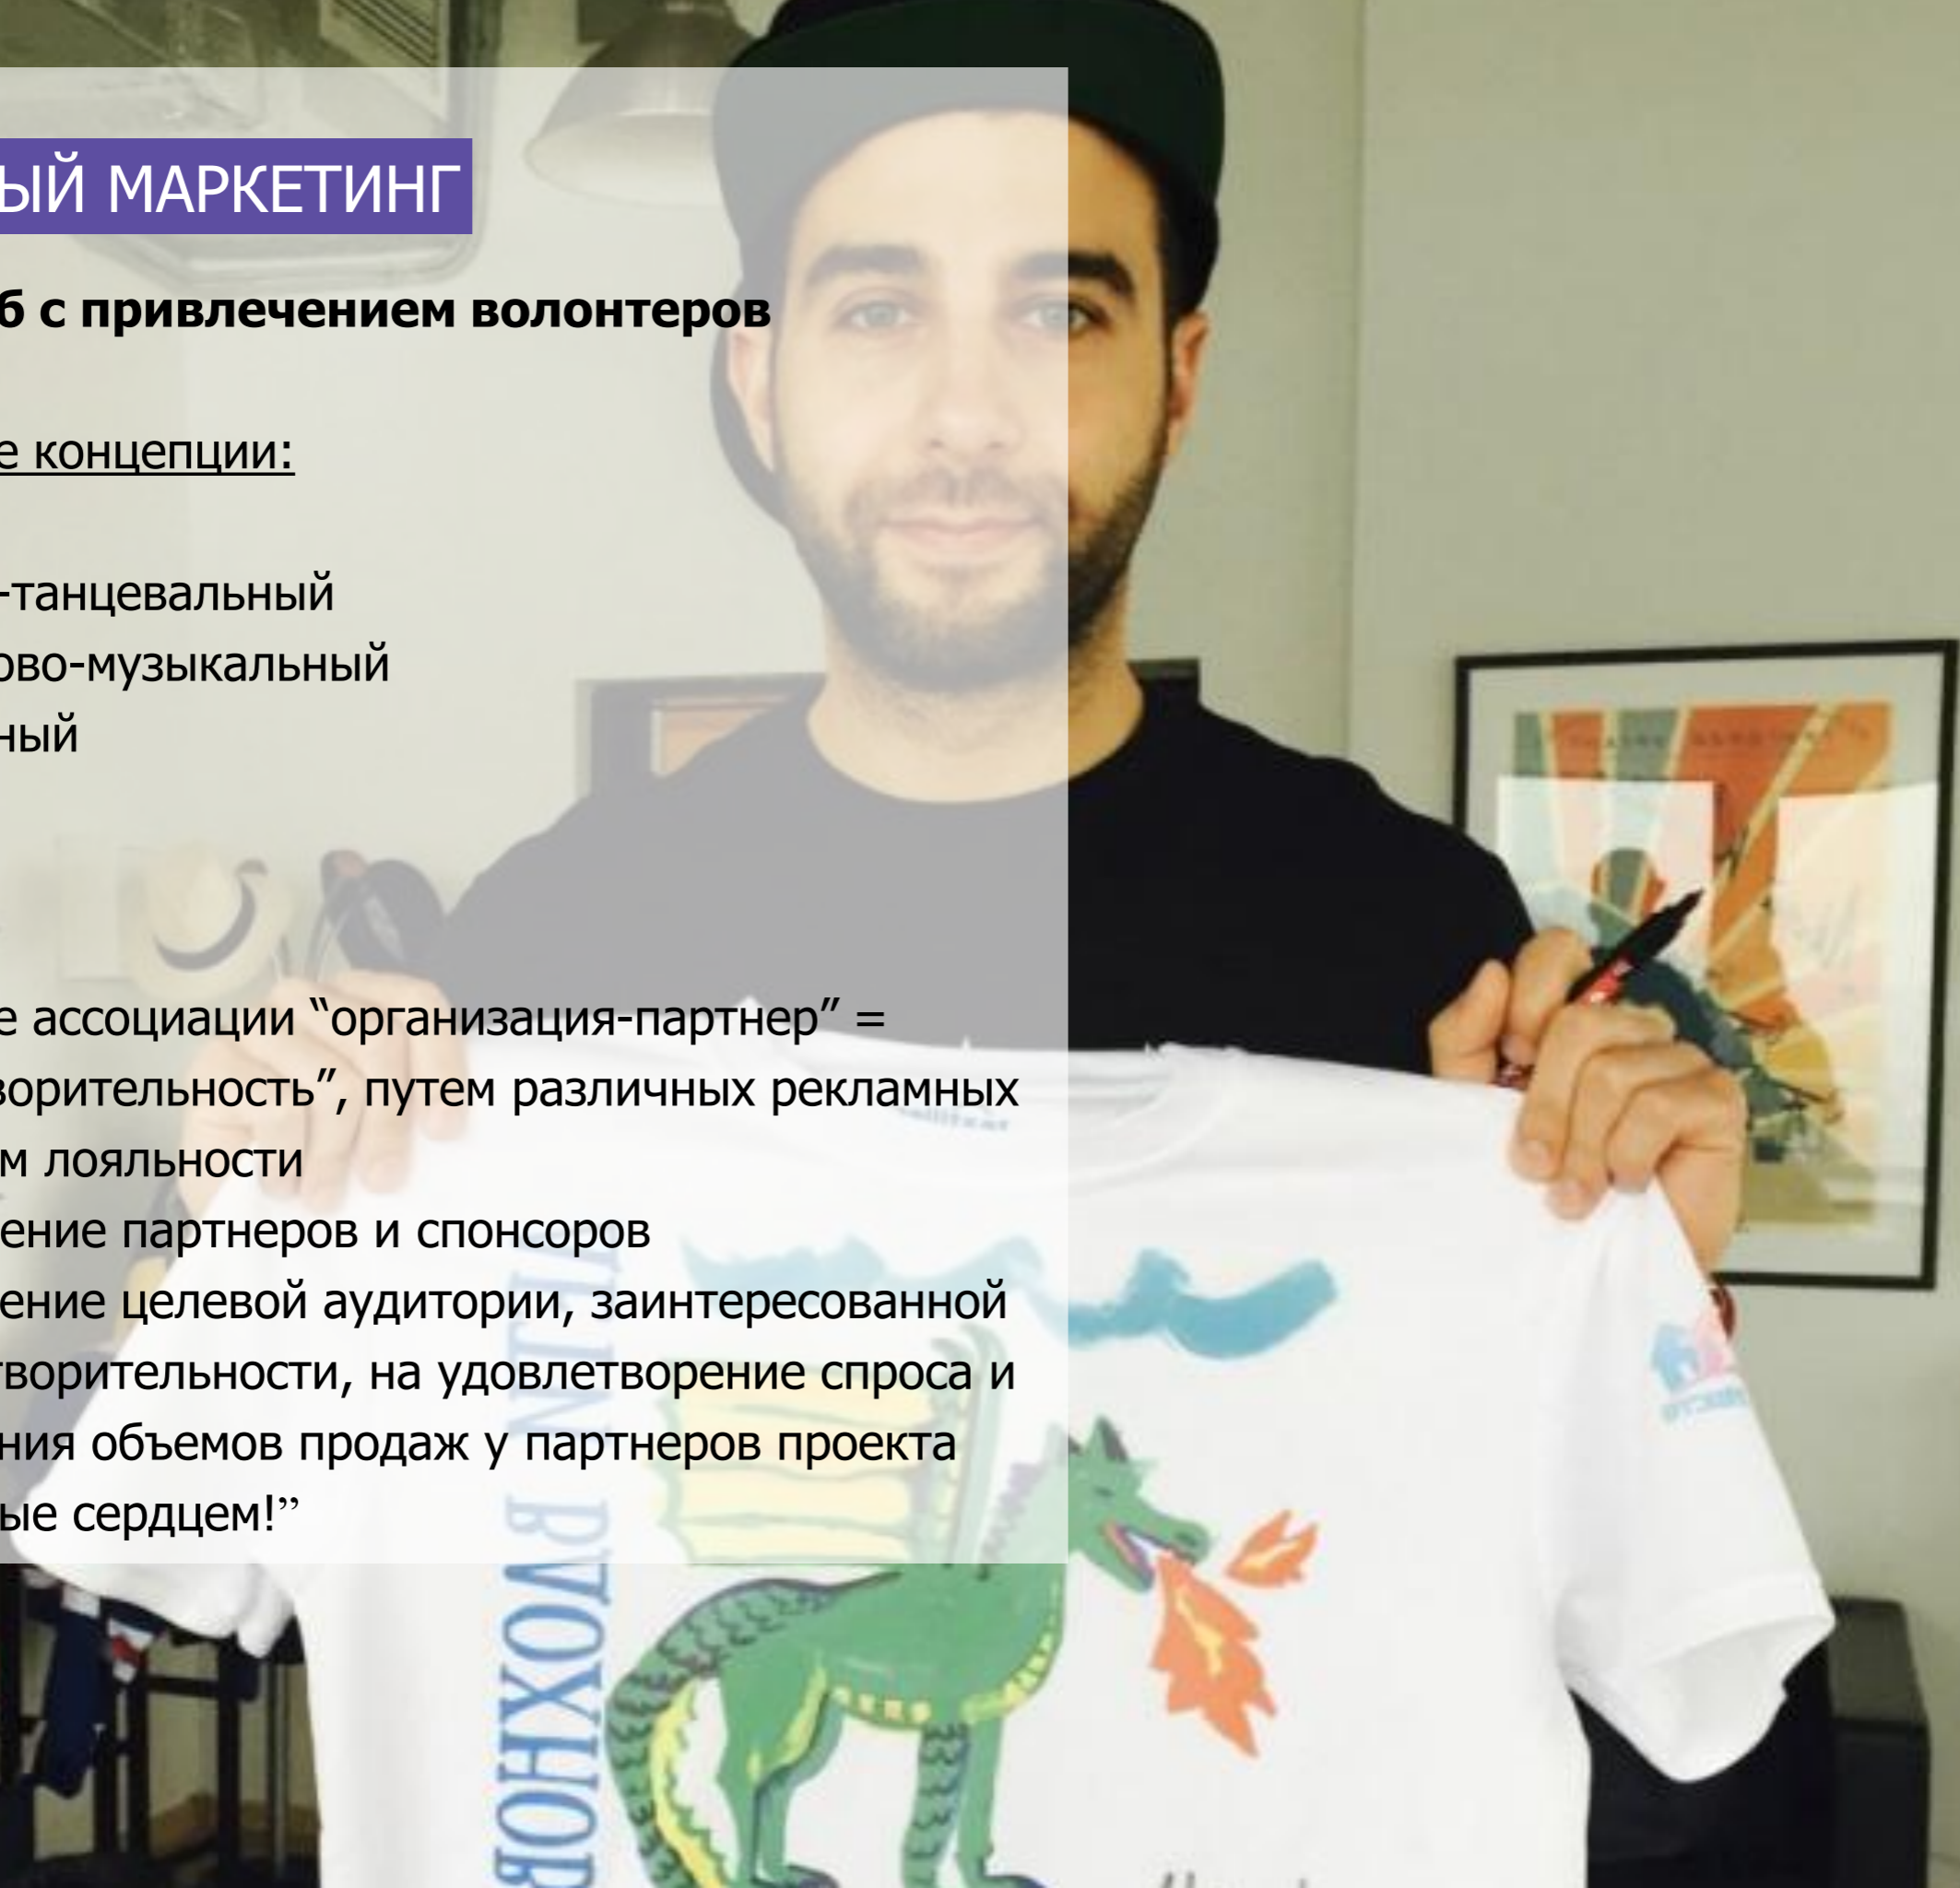 ЫЙ МАРКЕТИНГ
б с привлечением волонтеров
е концепции:
-танцевальный
ово-музыкальный
ный
е ассоциации “организация-партнер” =
ворительность”, путем различных рекламных
м лояльности
ение партнеров и спонсоров
ение целевой аудитории, заинтересованной
творительности, на удовлетворение спроса и
ния объемов продаж у партнеров проекта
ые сердцем!”